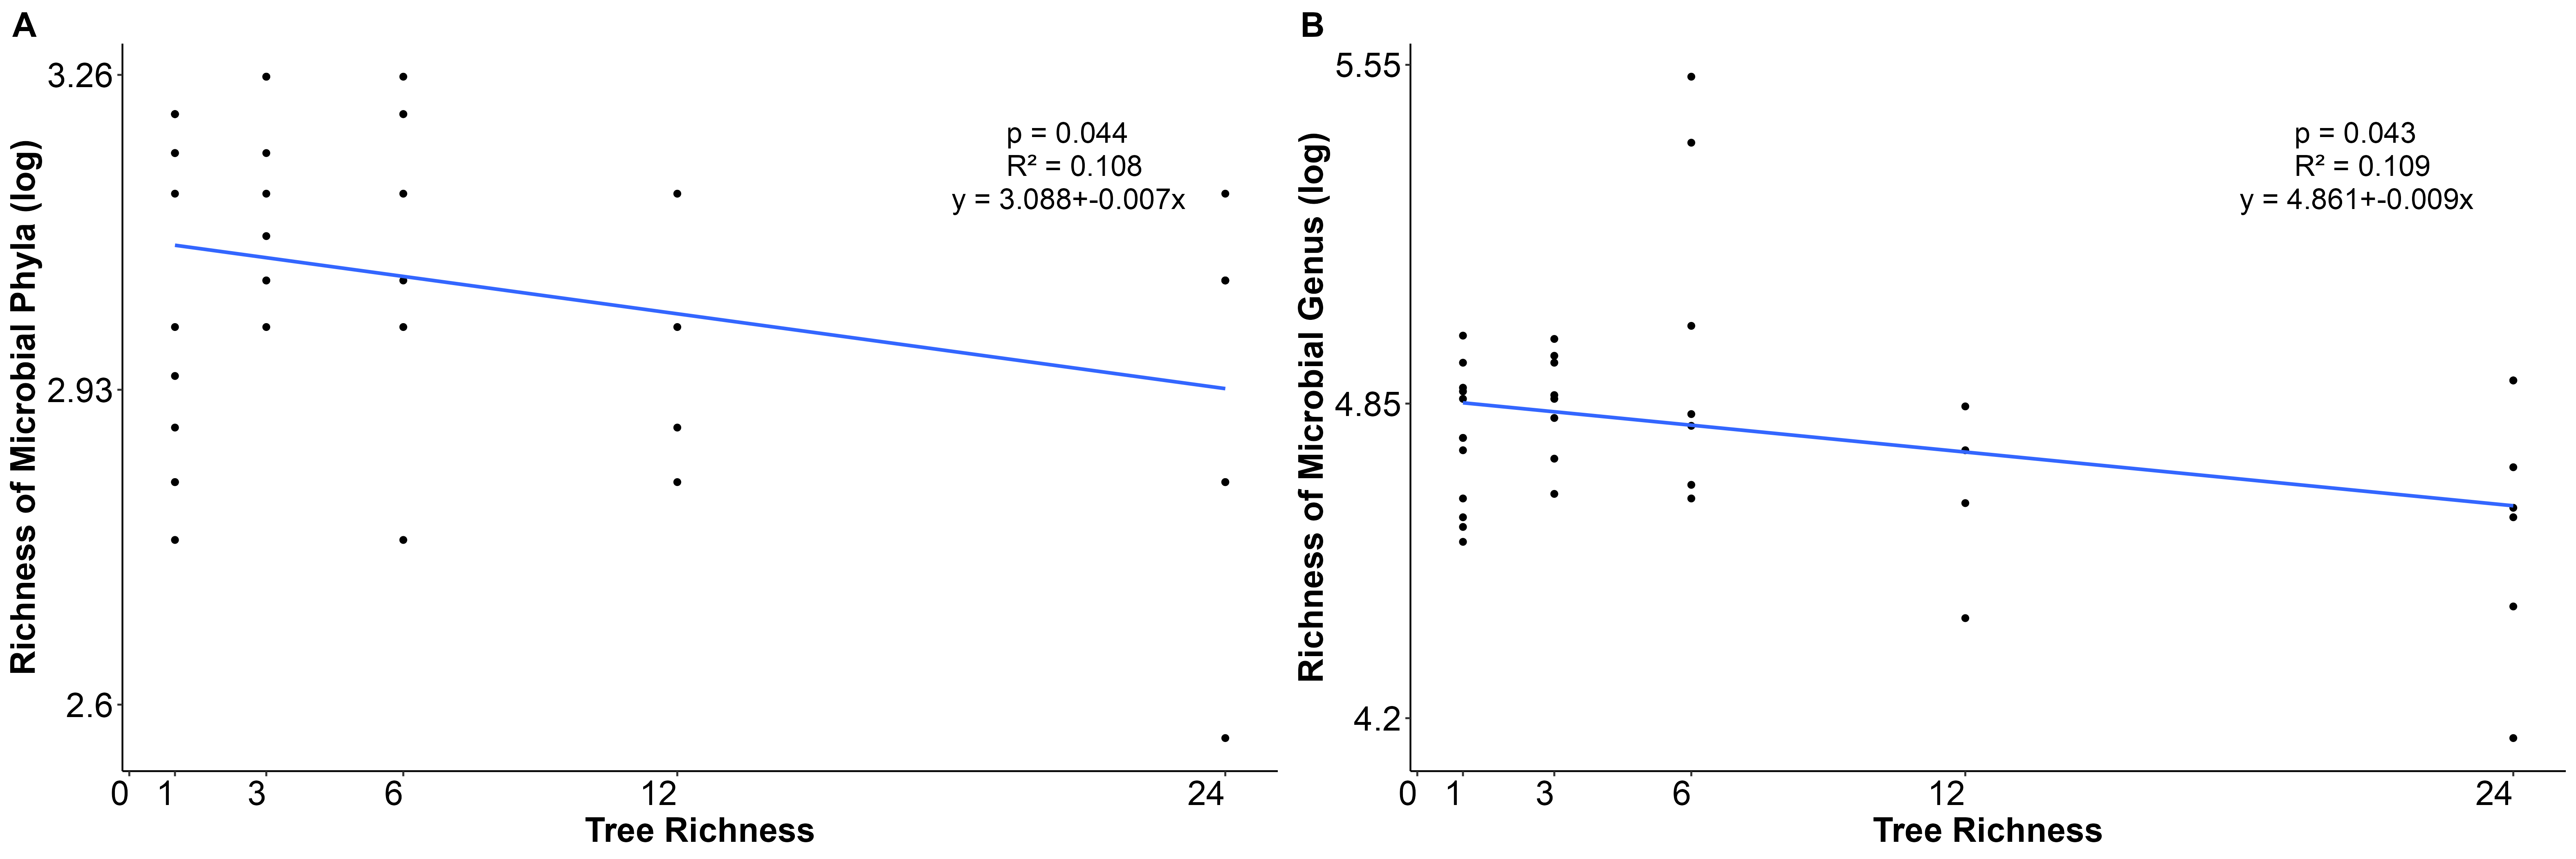 A
Richness of Microbial Phyla (log)
3.26
2.93
2.6
p = 0.044
R² = 0.108
y = 3.088+-0.007x
0 1 3 6 12 24
Tree Richness
B
Richness of Microbial Genus (log)
5.55
4.85
4.2
p = 0.043
R² = 0.109
y = 4.861+-0.009x
0 1 3 6 12 24
Tree Richness